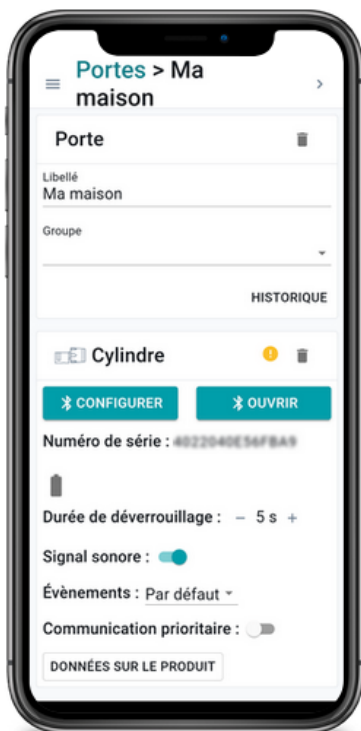 Portes > Ma
maison
Porte
Libellé
Ma maison
Groupe
HISTORIQUE
Cylindre
CONFIGURER
OUVRIR
Numéro de série :
Durée de déverrouillage : − 5 s +
Signal sonore :
Évènements : Par défaut
Communication prioritaire :
DONNÉES SUR LE PRODUIT